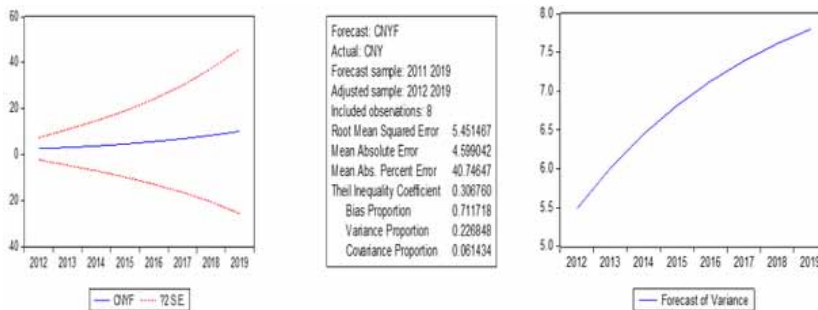 60
40
20
0
20
40
2012 2013 2014 2015 2016 2017 2018 2019
CNYF ?2 S.E.
Forecast: CNYF
Actual: CNY
Forecast sample: 2011 2019
Adjusted sample: 2012 2019
Included observations: 8
Root Mean Squared Error 5.451467
Mean Absolute Error 4.599042
Mean Abs. Percent Error 40.74647
Theil Inequality Coefficient 0.306760
Bias Proportion 0.711718
Variance Proportion 0.226848
Covariance Proportion 0.061434
8.0
7.5
7.0
6.5
6.0
5.5
5.0
2012 2013 2014 2015 2016 2017 2018 2019
Forecast of Variance